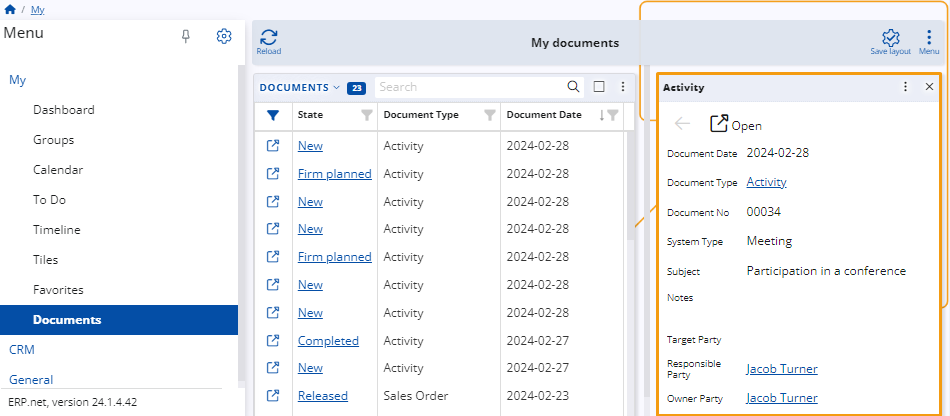 / My
Menu
My
Dashboard
Groups
Calendar
To Do
Timeline
Tiles
Favorites
Documents
CRM
General
ERP.net, version 24.1.4.42
Reload
My documents
Save layout
Menu
DOCUMENTS 23 Search
State Document Type Document Date
New Activity 2024-02-28
Firm planned Activity 2024-02-28
New Activity 2024-02-28
New Activity 2024-02-28
Firm planned Activity 2024-02-28
New Activity 2024-02-28
New Activity 2024-02-28
Completed Activity 2024-02-27
New Activity 2024-02-27
Released Sales Order 2024-02-23
Activity
Open
Document Date 2024-02-28
Document Type Activity
Document No 00034
System Type Meeting
Subject Participation in a conference
Notes
Target Party
Responsible
Party Jacob Turner
Owner Party Jacob Turner